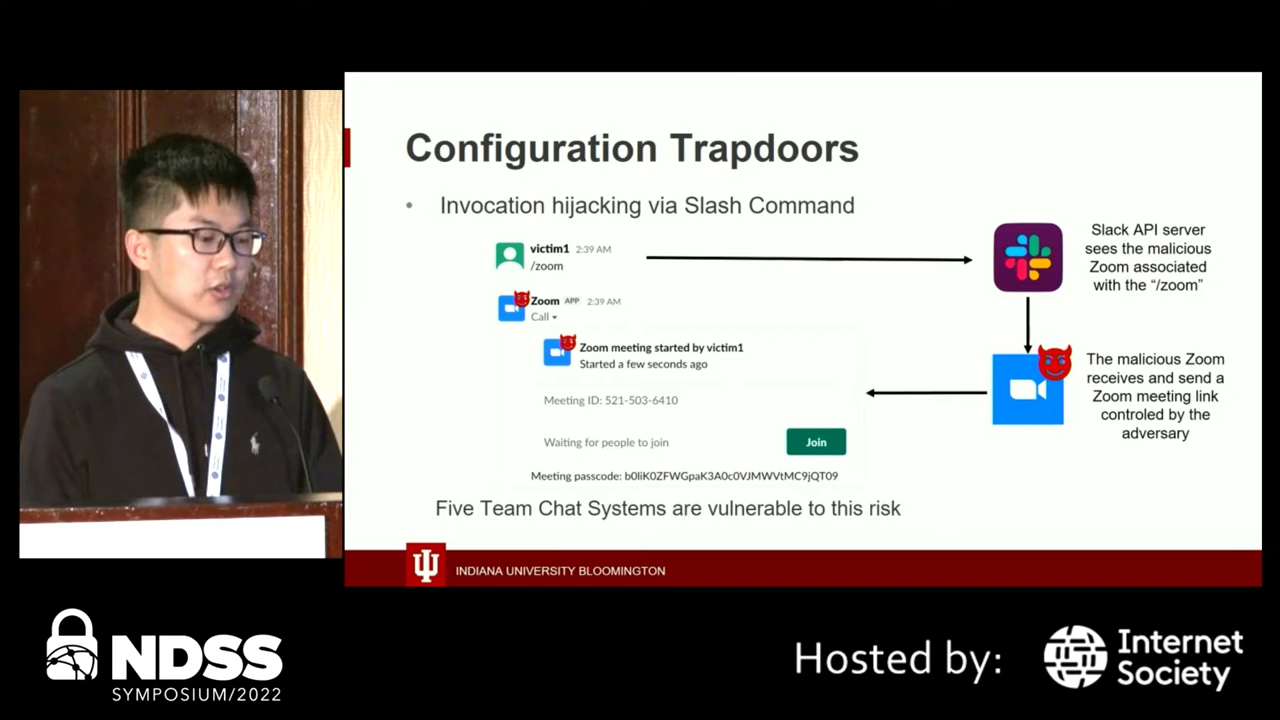 Configuration Trapdoors
• Invocation hijacking via Slash Command
victim1 2:39 AM
/zoom
Zoom APP 2:39 AM
Call
Zoom meeting started by victim1
Started a few seconds ago
Meeting ID: 521-503-6410
Waiting for people to join
Join
Meeting passcode: b0liK0ZFWGpaK3A0c0VJMWVtMC9jQT09
Slack API server
sees the malicious
Zoom associated
with the “/zoom”
The malicious Zoom
receives and send a
Zoom meeting link
controled by the
adversary
Five Team Chat Systems are vulnerable to this risk
INDIANA UNIVERSITY BLOOMINGTON
NDSS
SYMPOSIUM/2022
Hosted by:
Internet
Society